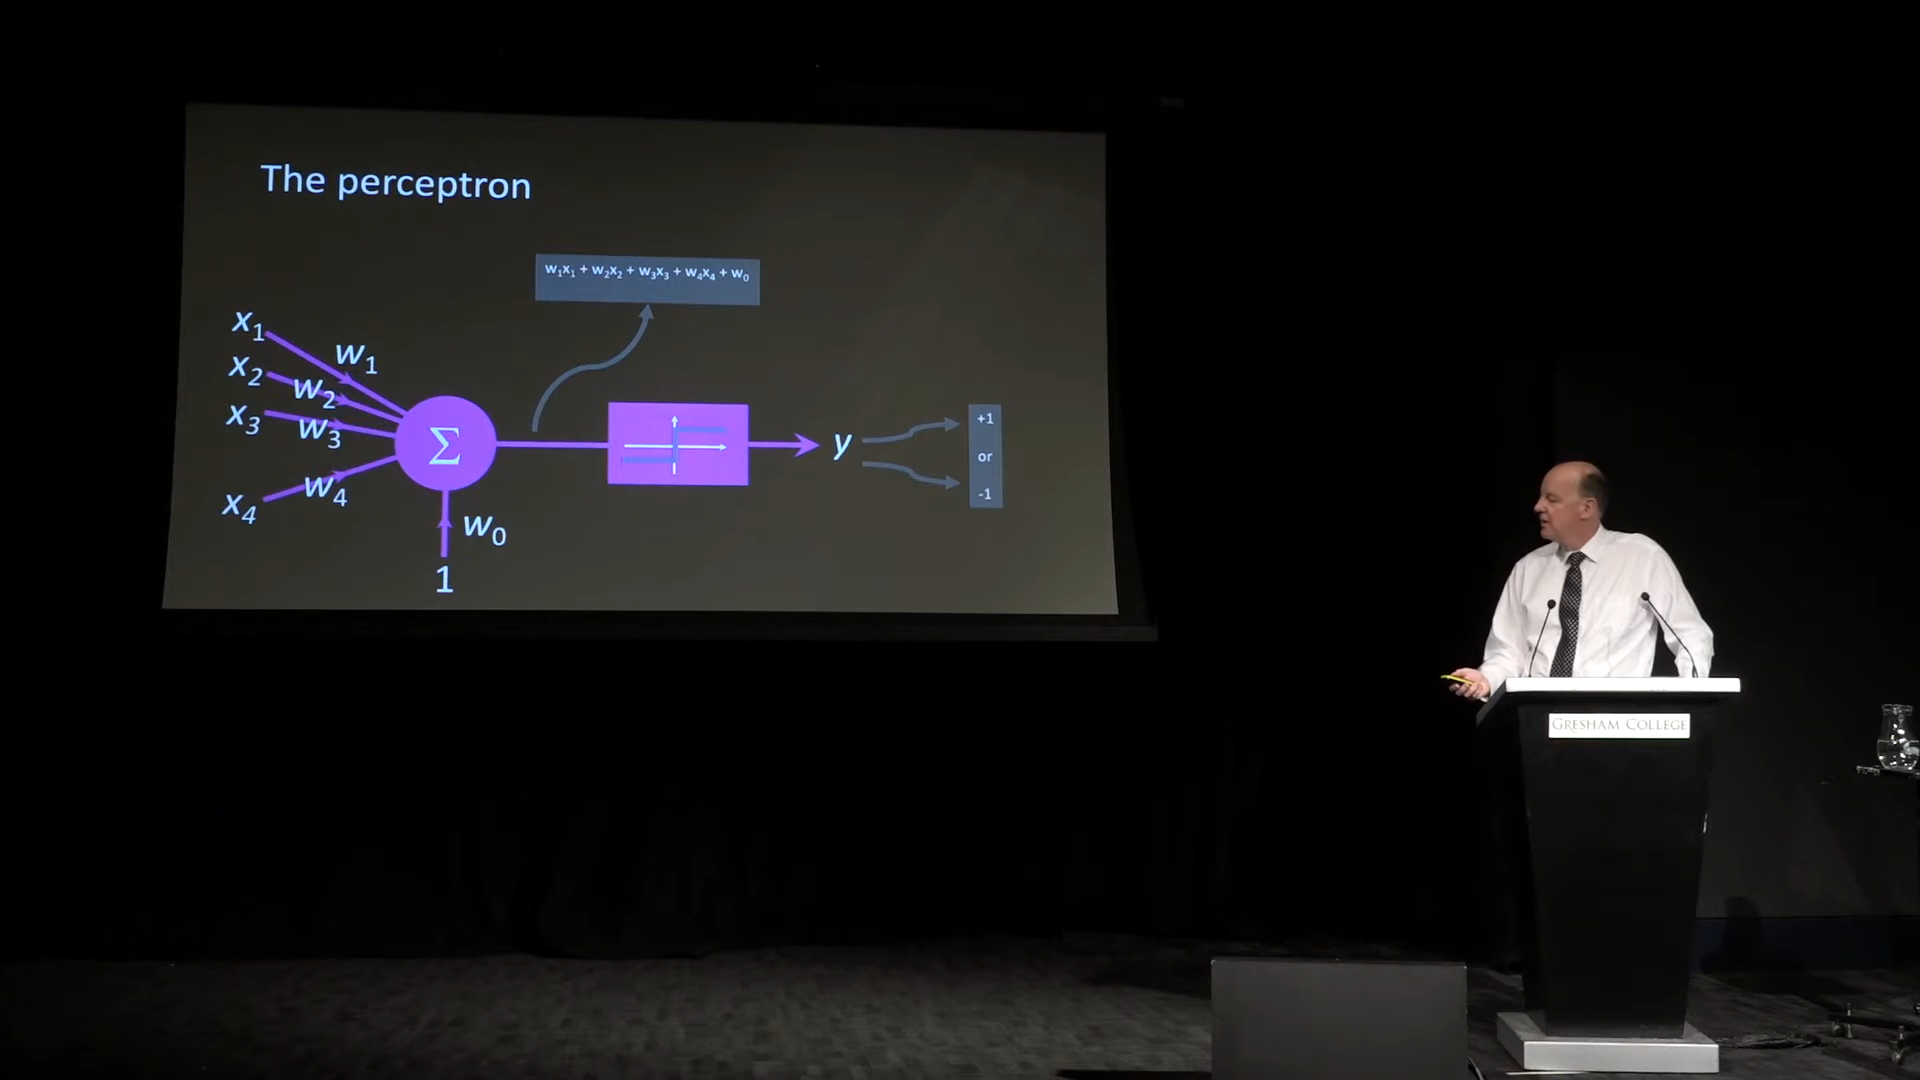 The perceptron
w₁x₁ + w₂x₂ + w₃x₃ + w₄x₄ + w₀
x₁
w₁
x₂
w₂
x₃
w₃
x₄
w₄
Σ
w₀
1
y
+1
or
-1
GRESHAM COLLEGE